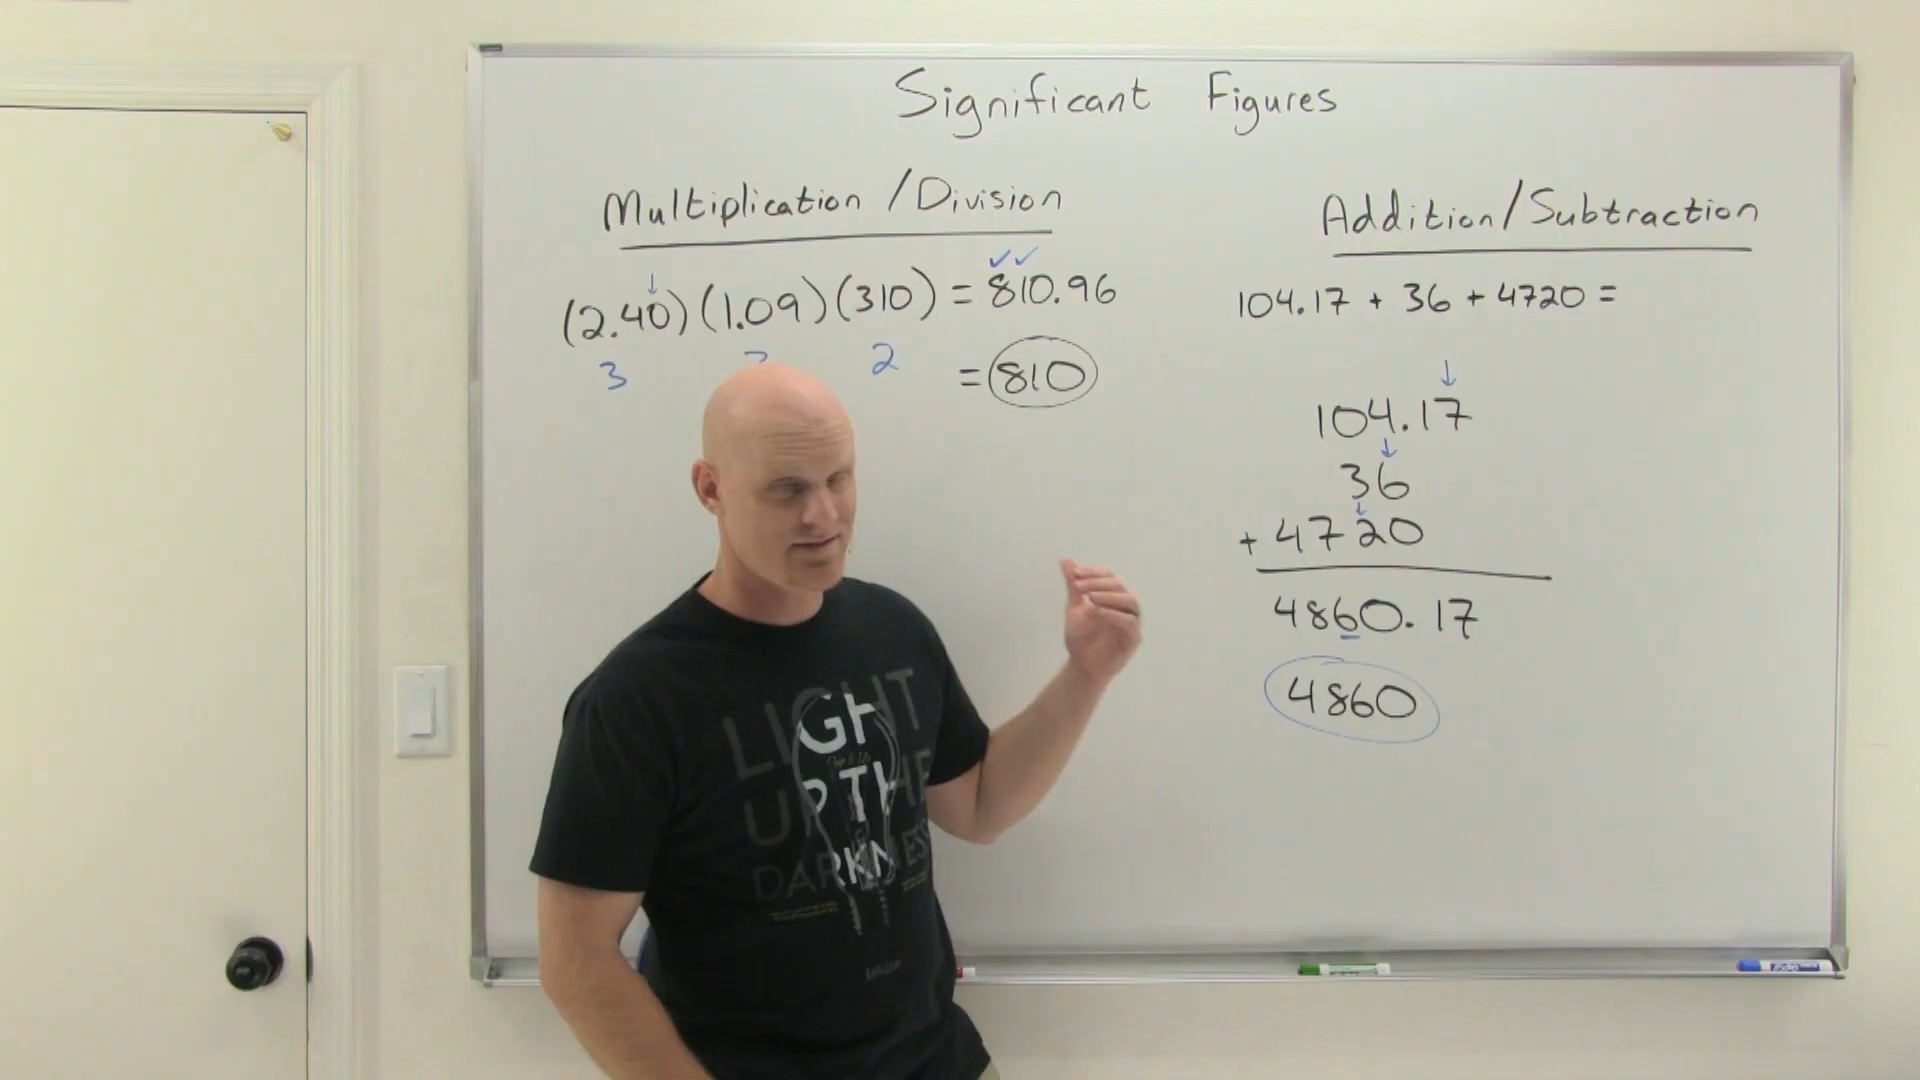 Significant Figures
Multiplication/Division
(2.40)(1.09)(310) = 810.96
3 2
= 810
Addition/Subtraction
104.17 + 36 + 4720 =
104.17
36
+ 4720
4860.17
4860
LIGHT
UP THE
DARKNESS